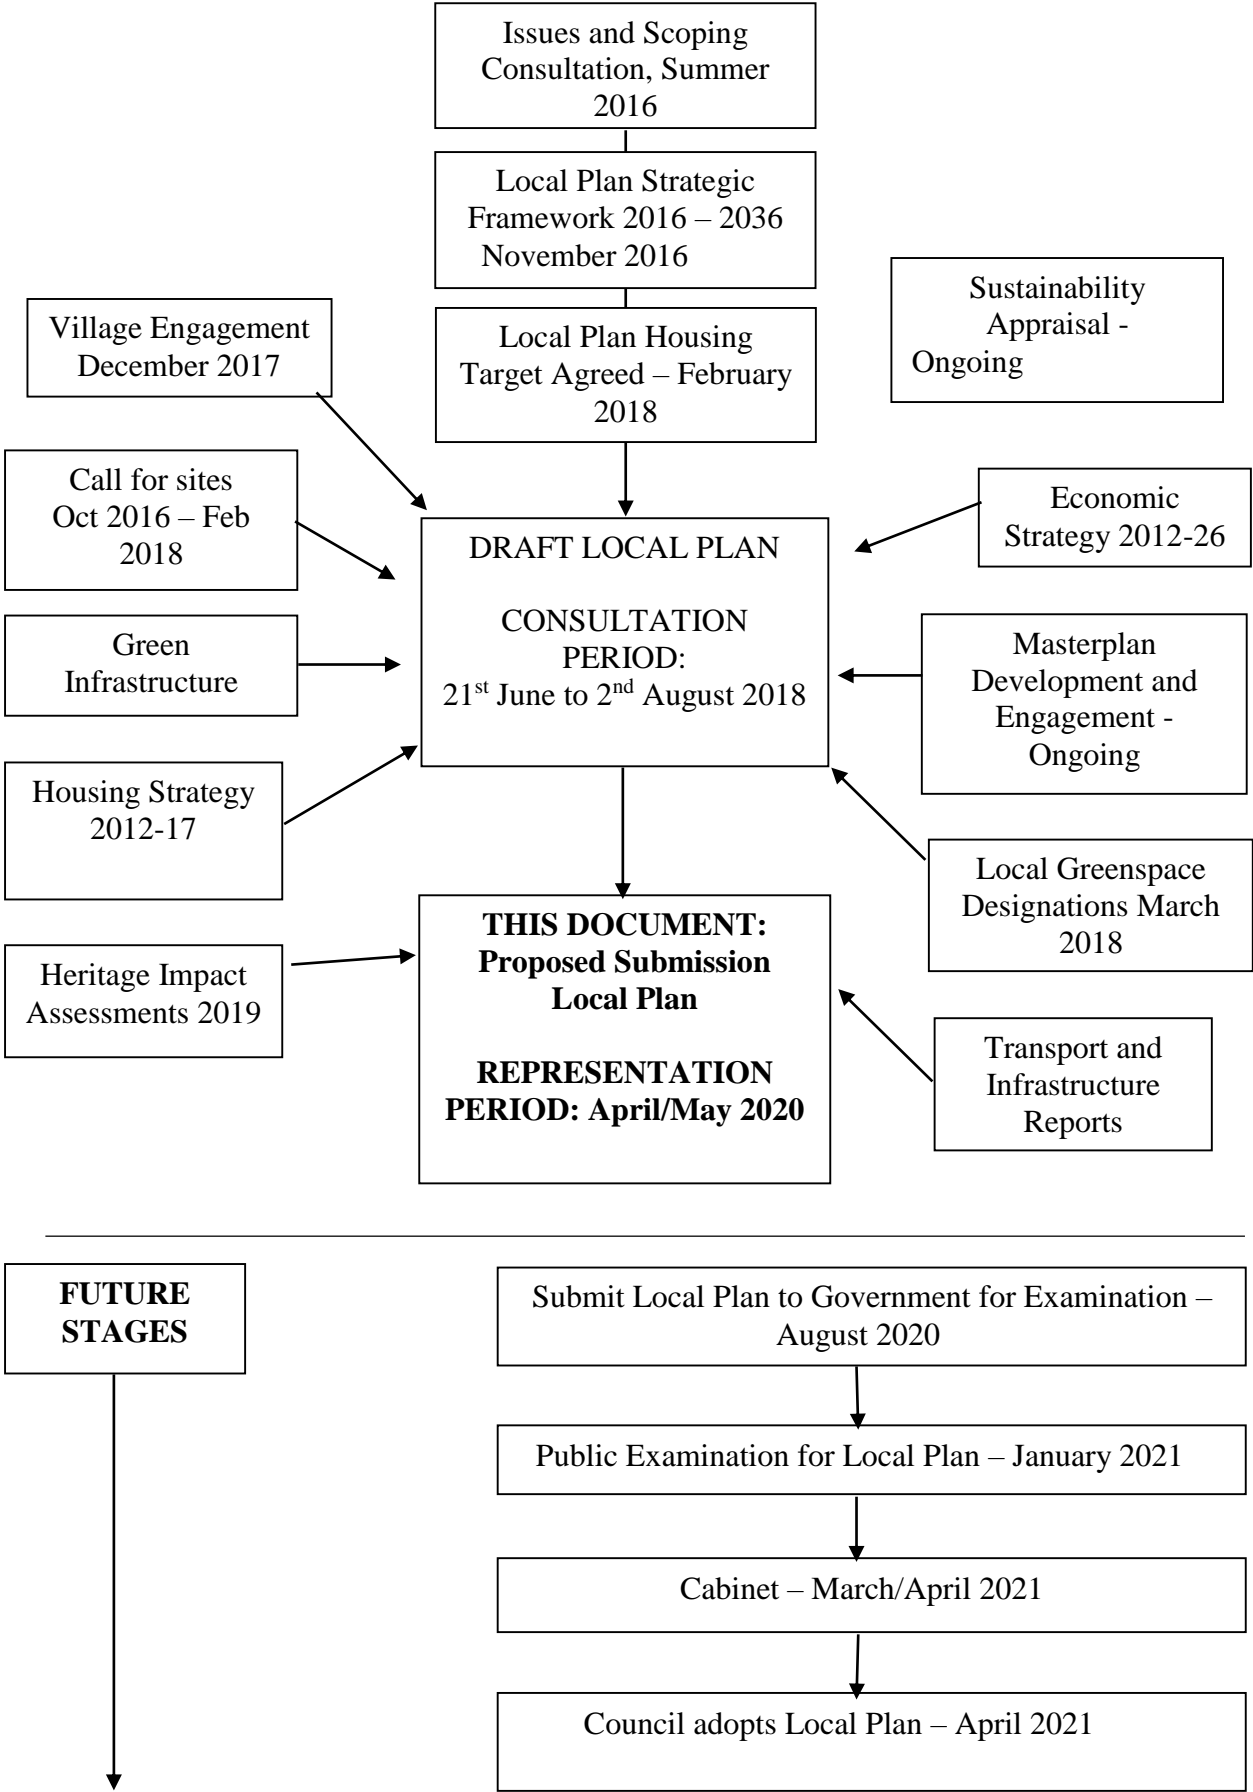 Issues and Scoping
Consultation, Summer
2016
Local Plan Strategic
Framework 2016 – 2036
November 2016
Sustainability
Appraisal -
Ongoing
Village Engagement
December 2017
Local Plan Housing
Target Agreed – February
2018
Call for sites
Oct 2016 – Feb
2018
Economic
Strategy 2012-26
DRAFT LOCAL PLAN
CONSULTATION
PERIOD:
21st June to 2nd August 2018
Green
Infrastructure
Masterplan
Development and
Engagement -
Ongoing
Housing Strategy
2012-17
Local Greenspace
Designations March
2018
THIS DOCUMENT:
Proposed Submission
Local Plan
REPRESENTATION
PERIOD: April/May 2020
Heritage Impact
Assessments 2019
Transport and
Infrastructure
Reports
FUTURE
STAGES
Submit Local Plan to Government for Examination –
August 2020
Public Examination for Local Plan – January 2021
Cabinet – March/April 2021
Council adopts Local Plan – April 2021